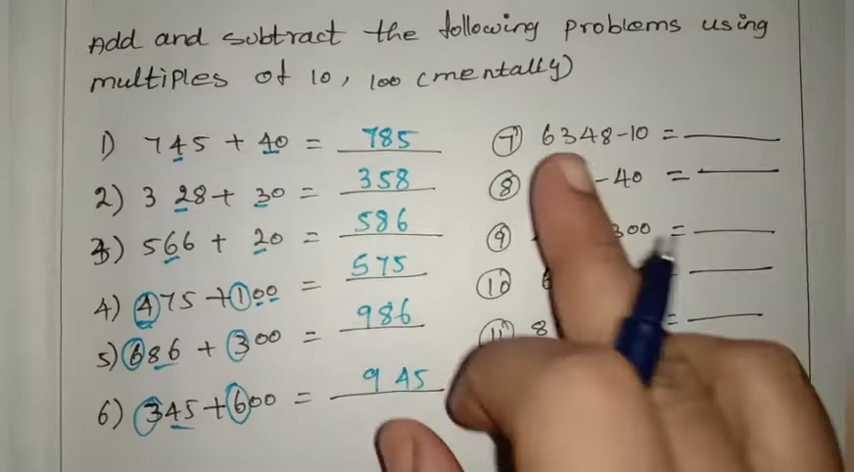 Add and subtract the following problems using
multiples of 10, 100 (mentally)
1) 745 + 40 = 785
2) 328 + 30 = 358
3) 566 + 20 = 586
4) 475 + 100 = 575
5) 686 + 300 = 986
6) 345 + 600 = 945
7) 6348 - 10 =
8) - 40 =
9) 300 =
10) 6 =
11) 8 =